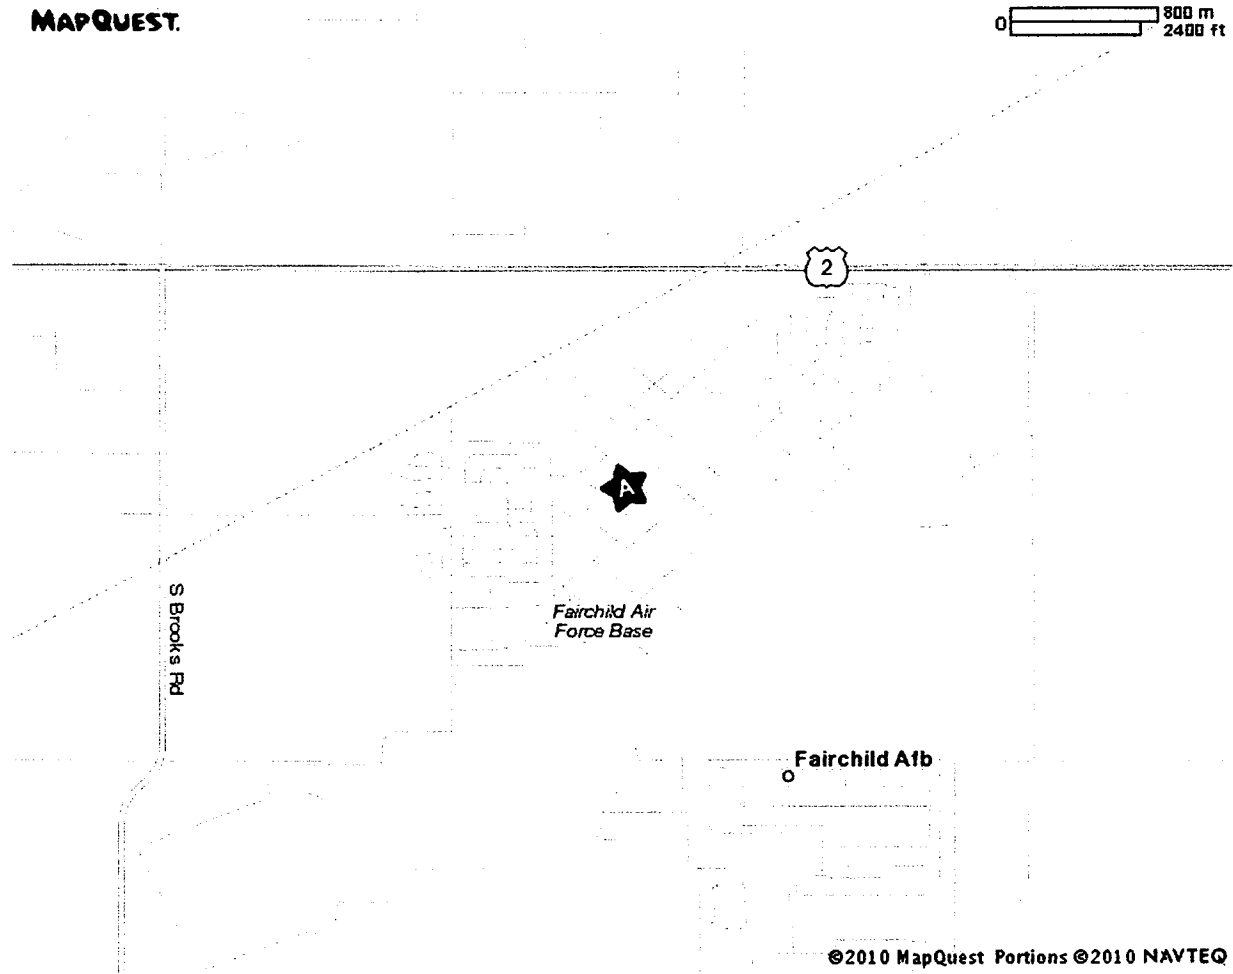 MAPQUEST.
0
800 m
2400 ft
2
A
S Brooks Rd
Fairchild Air
Force Base
Fairchild Afb
©2010 MapQuest Portions ©2010 NAVTEQ